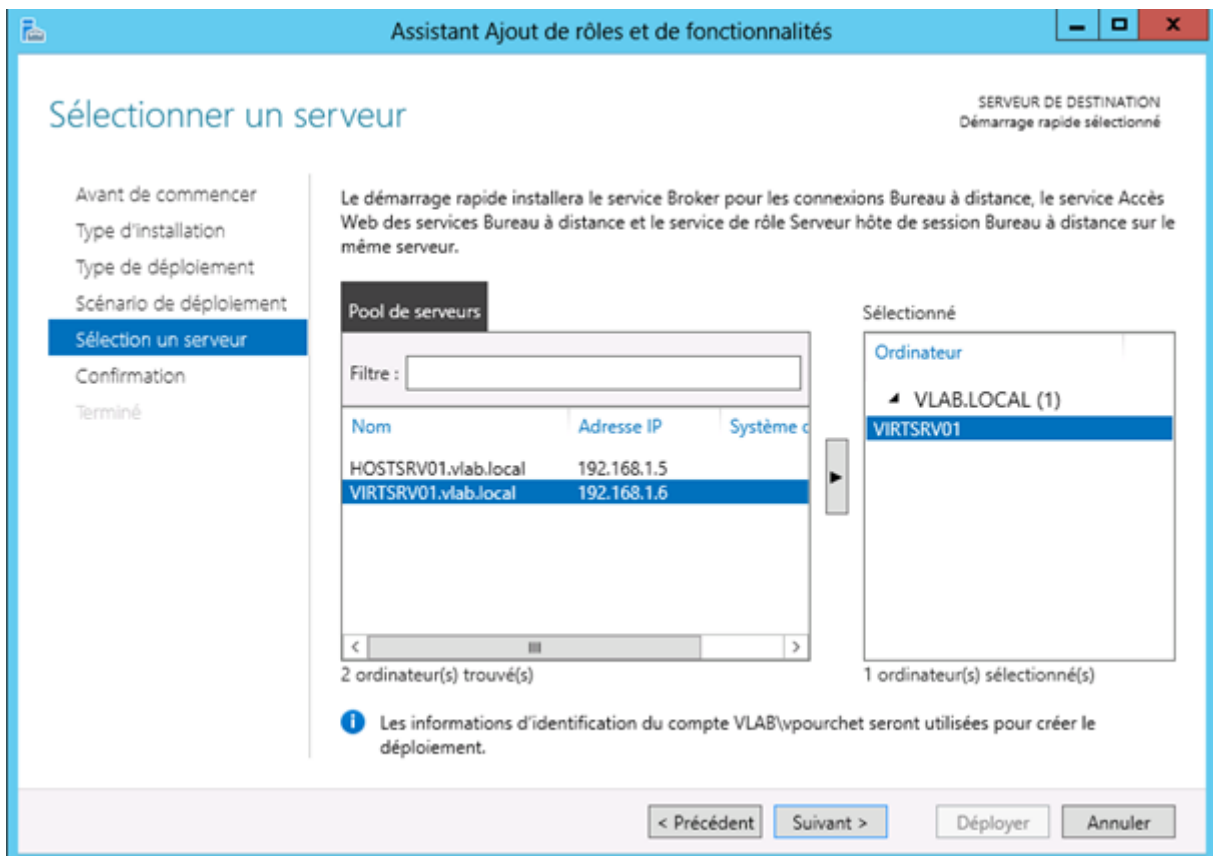 Assistant Ajout de rôles et de fonctionnalités
Sélectionner un serveur
SERVEUR DE DESTINATION
Démarrage rapide sélectionné
Avant de commencer
Type d'installation
Type de déploiement
Scénario de déploiement
Sélection un serveur
Confirmation
Terminé
Le démarrage rapide installera le service Broker pour les connexions Bureau à distance, le service Accès
Web des services Bureau à distance et le service de rôle Serveur hôte de session Bureau à distance sur le
même serveur.
Pool de serveurs
Filtre :
Nom Adresse IP Système d
HOSTSRV01.vlab.local 192.168.1.5
VIRTSRV01.vlab.local 192.168.1.6
2 ordinateur(s) trouvé(s)
Sélectionné
Ordinateur
VLAB.LOCAL (1)
VIRTSRV01
1 ordinateur(s) sélectionné(s)
Les informations d'identification du compte VLAB\vpourchet seront utilisées pour créer le
déploiement.
< Précédent Suivant > Déployer Annuler